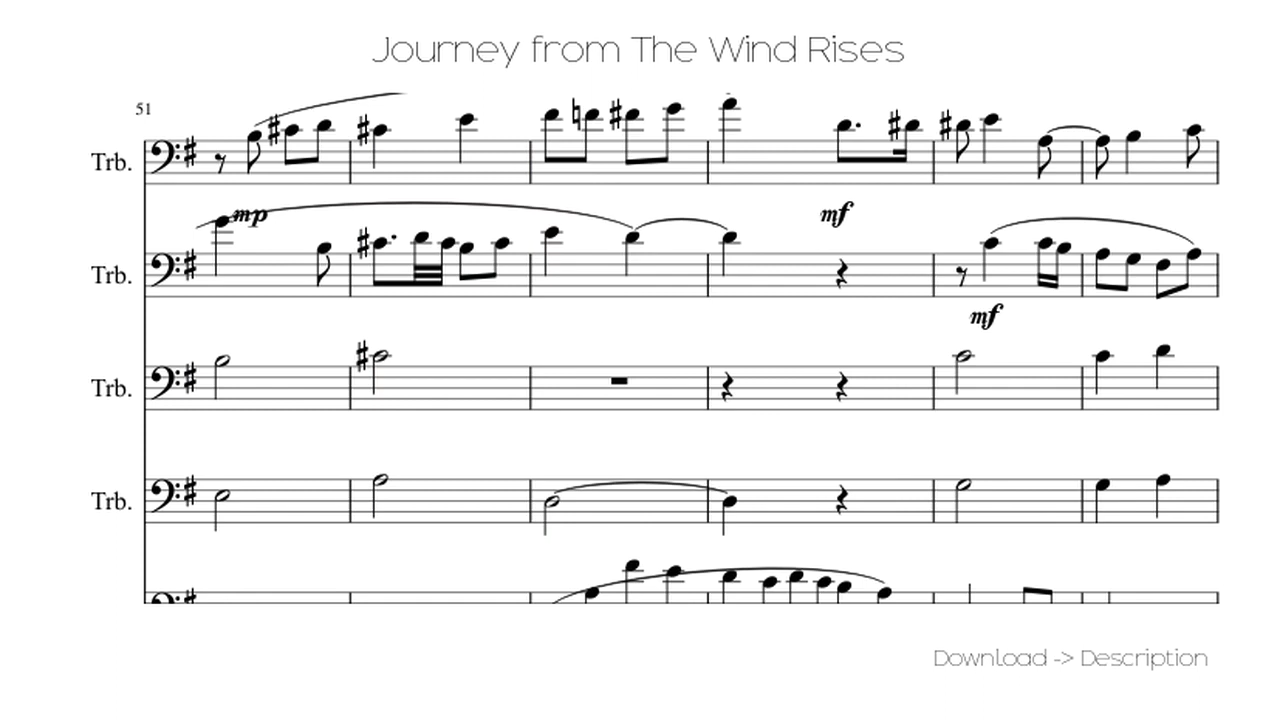 Journey from The Wind Rises
51
Trb.
mp
mf
Trb.
mf
Trb.
Trb.
Download -> Description